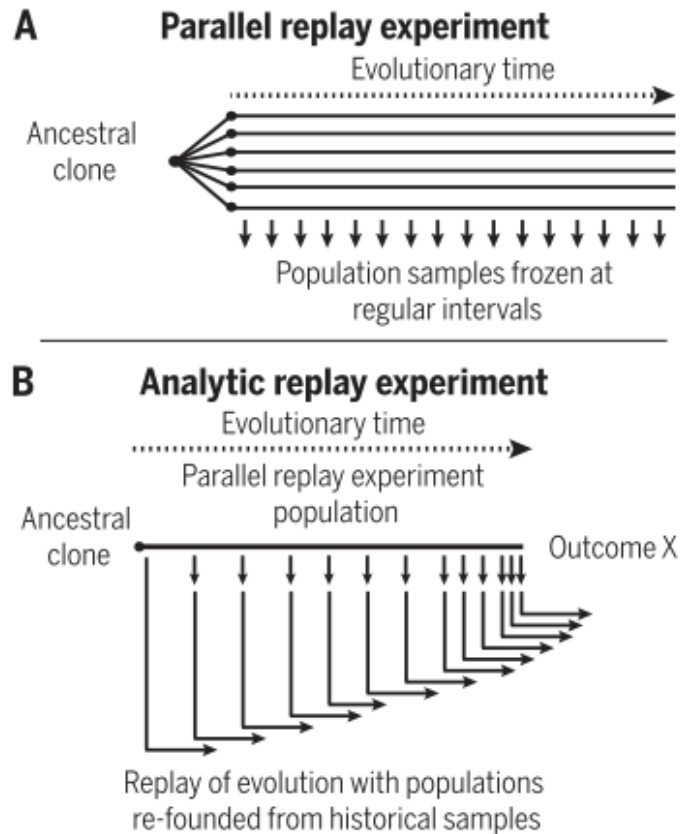 A Parallel replay experiment
Evolutionary time
Ancestral
clone
Population samples frozen at
regular intervals
B Analytic replay experiment
Evolutionary time
Parallel replay experiment
population
Ancestral
clone
Outcome X
Replay of evolution with populations
re-founded from historical samples